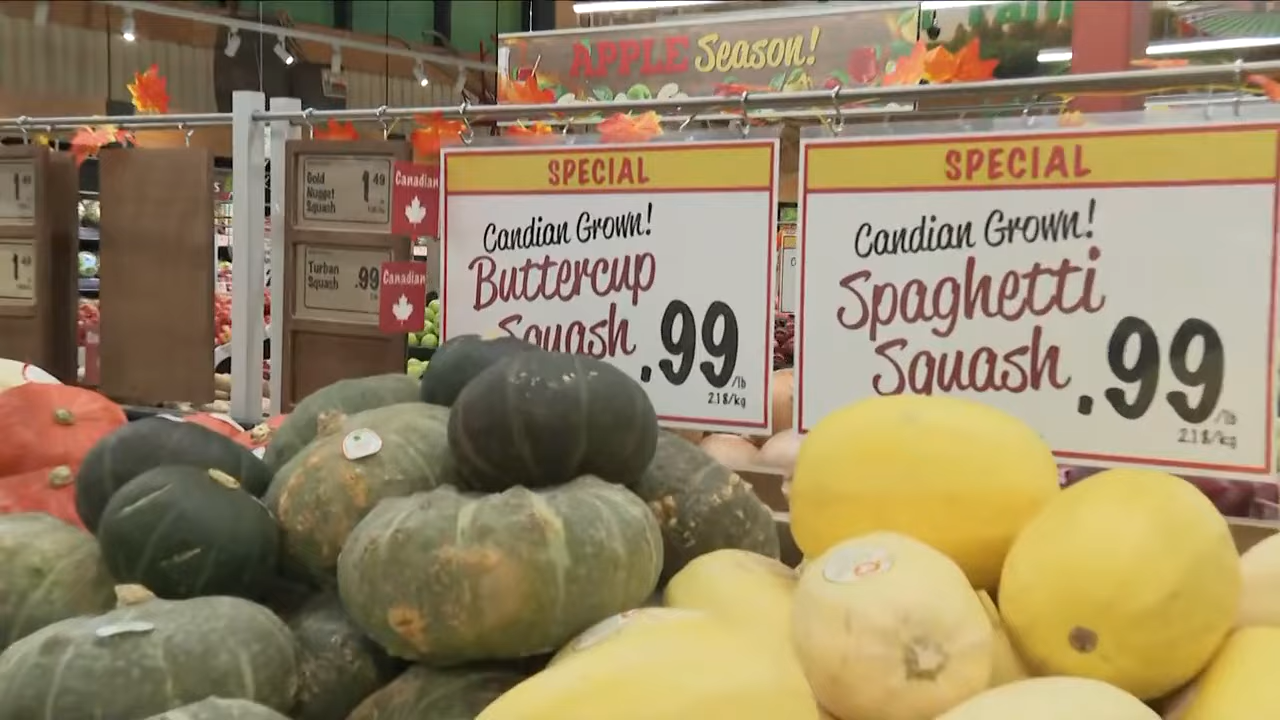 APPLE Season!
1 49
1 49
Gold
Nugget
Squash
1 49
Canadian
Turban
Squash
.99
Canadian
SPECIAL
Candian Grown!
Buttercup
Squash
.99
/lb
2.18/kg
SPECIAL
Candian Grown!
Spaghetti
Squash
.99
/lb
2.18/kg